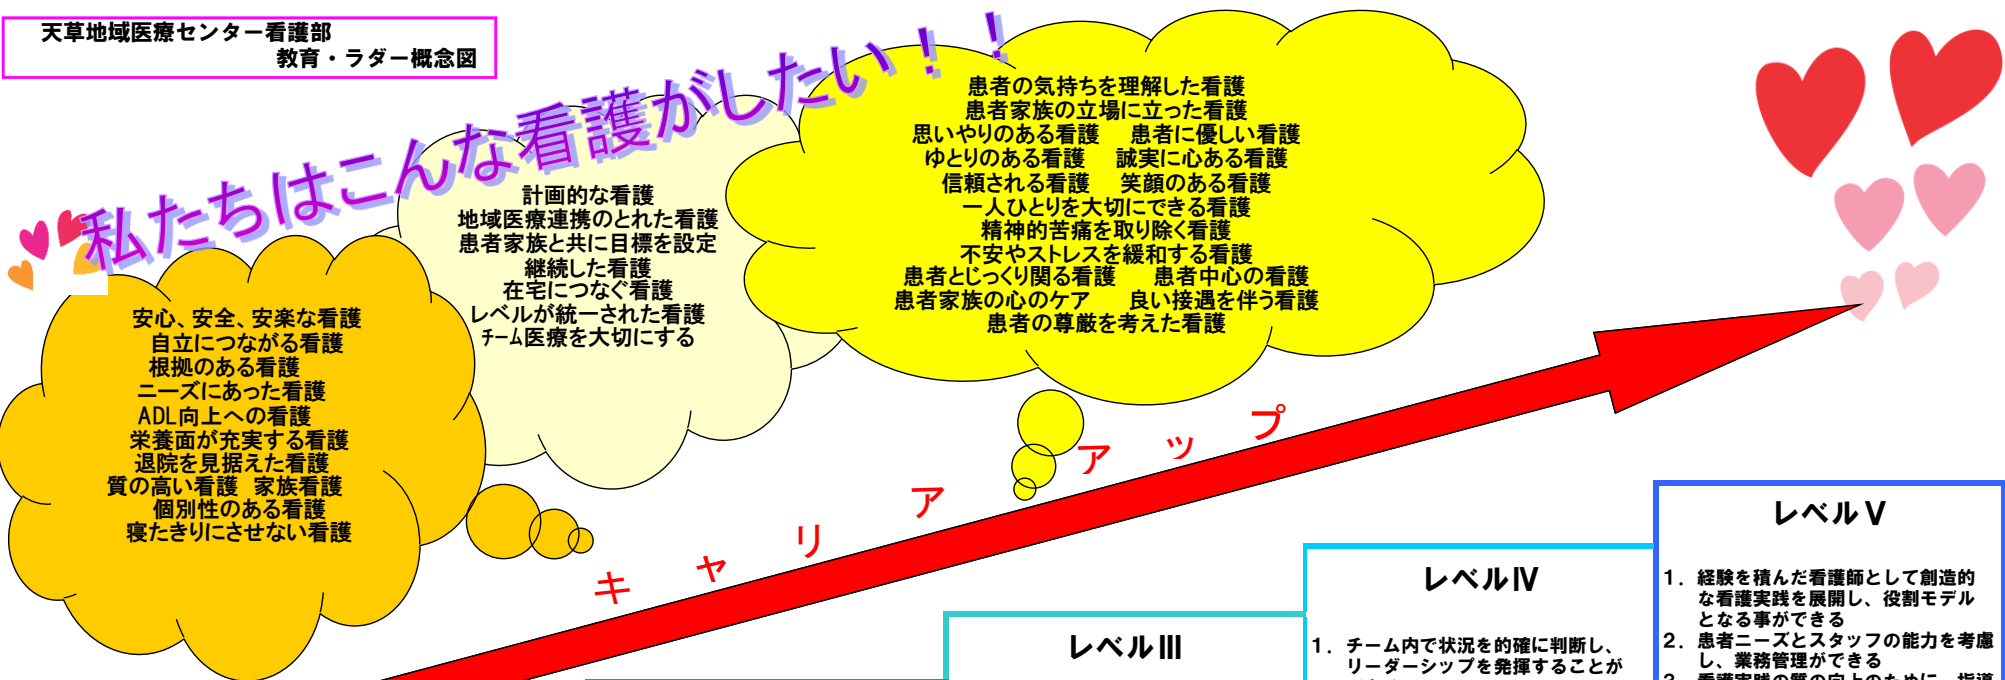 天草地域医療センター看護部
教育・ラダー概念図
私たちはこんな看護がしたい！！
安心、安全、安楽な看護
自立につながる看護
根拠のある看護
ニーズにあった看護
ADL向上への看護
栄養面が充実する看護
退院を見据えた看護
質の高い看護 家族看護
個別性のある看護
寝たきりにさせない看護
計画的な看護
地域医療連携のとれた看護
患者家族と共に目標を設定
継続した看護
在宅につなぐ看護
レベルが統一された看護
チーム医療を大切にする
患者の気持ちを理解した看護
患者家族の立場に立った看護
思いやりのある看護 患者に優しい看護
ゆとりのある看護 誠実に心ある看護
信頼される看護 笑顔のある看護
一人ひとりを大切にできる看護
精神的苦痛を取り除く看護
不安やストレスを緩和する看護
患者とじっくり関る看護 患者中心の看護
患者家族の心のケア 良い接遇を伴う看護
患者の尊厳を考えた看護
キャリアアップ
レベルⅢ
レベルⅣ
1．チーム内で状況を的確に判断し、
リーダーシップを発揮することが
レベルⅤ
1．経験を積んだ看護師として創造的
な看護実践を展開し、役割モデル
となる事ができる
2．患者ニーズとスタッフの能力を考慮
し、業務管理ができる
3．看護実践の質の向上のために、指導